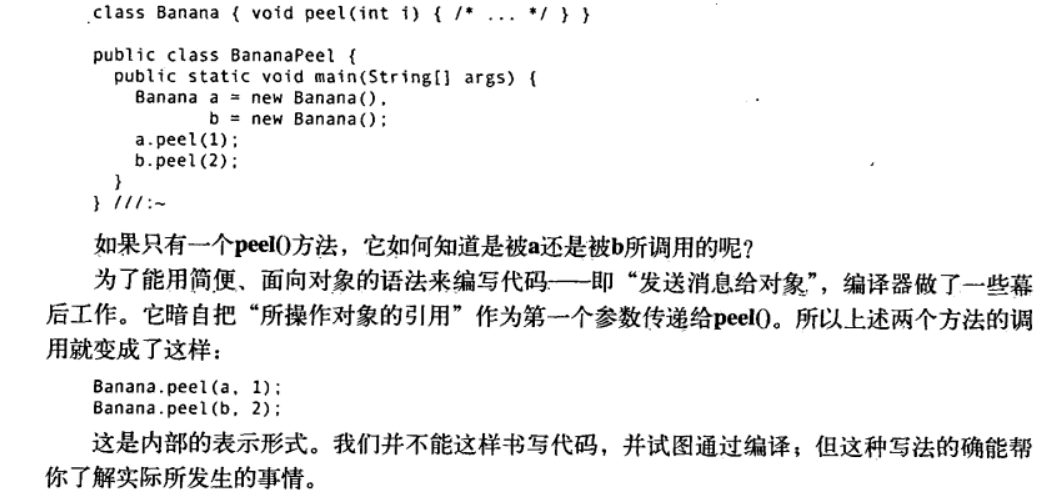 class Banana { void peel(int i) { /* ... */ } }
public class BananaPeel {
public static void main(String[] args) {
Banana a = new Banana(),
b = new Banana();
a.peel(1);
b.peel(2);
}
} ///:~
如果只有一个peel()方法，它如何知道是被a还是被b所调用的呢？
为了能用简便、面向对象的语法来编写代码——即“发送消息给对象”，编译器做了一些幕
后工作。它暗自把“所操作对象的引用”作为第一个参数传递给peel()。所以上述两个方法的调
用就变成了这样：
Banana.peel(a, 1);
Banana.peel(b, 2);
这是内部的表示形式。我们并不能这样书写代码，并试图通过编译；但这种写法的确能帮
你了解实际所发生的事情。